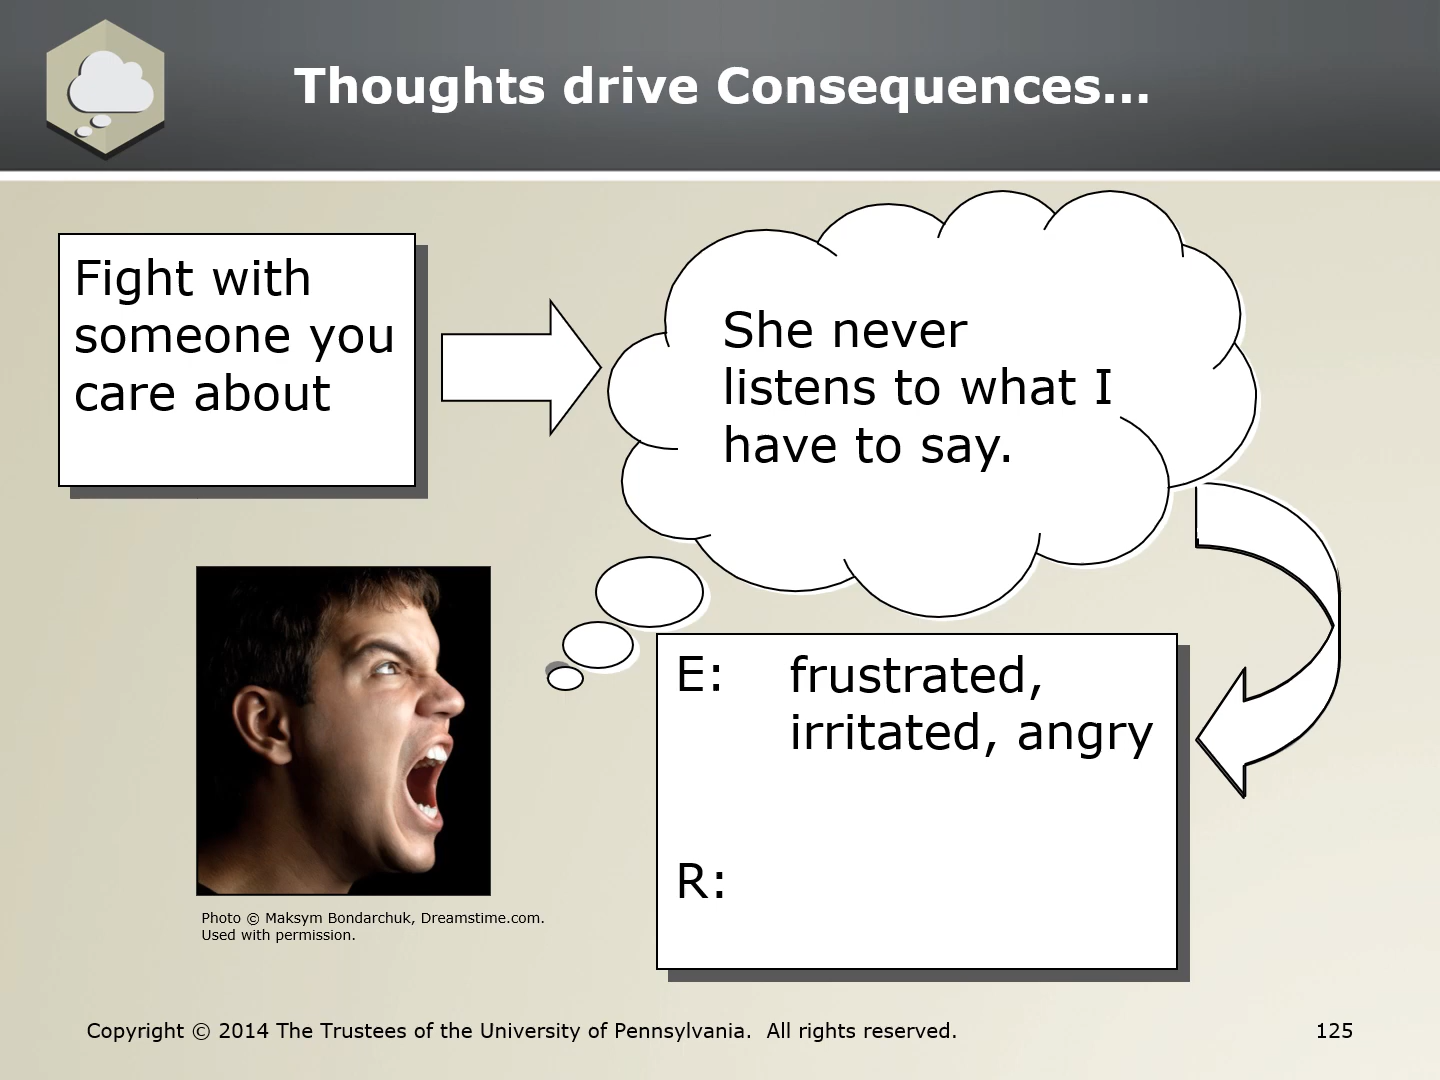 Thoughts drive Consequences…
Fight with
someone you
care about
She never
listens to what I
have to say.
E: frustrated,
irritated, angry
R:
Photo © Maksym Bondarchuk, Dreamstime.com.
Used with permission.
Copyright © 2014 The Trustees of the University of Pennsylvania.  All rights reserved. 125